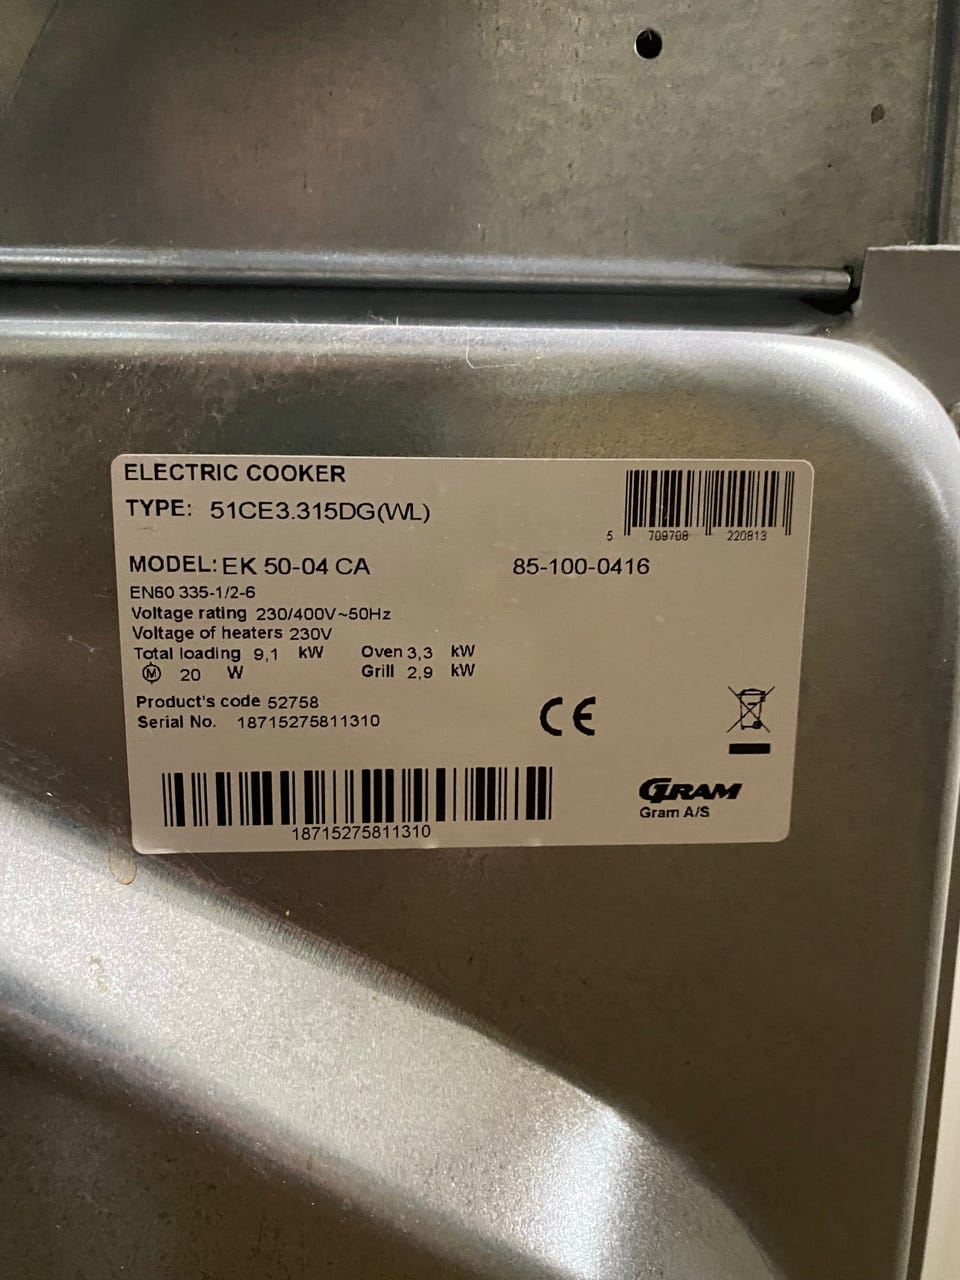 ELECTRIC COOKER
TYPE: 51CE3.315DG(WL)
5 709708 220813
MODEL: EK 50-04 CA 85-100-0416
EN60 335-1/2-6
Voltage rating 230/400V~50Hz
Voltage of heaters 230V
Total loading 9,1 kW Oven 3,3 kW
M 20 W Grill 2,9 kW
Product's code 52758
Serial No. 18715275811310
CE
18715275811310
GRAM
Gram A/S